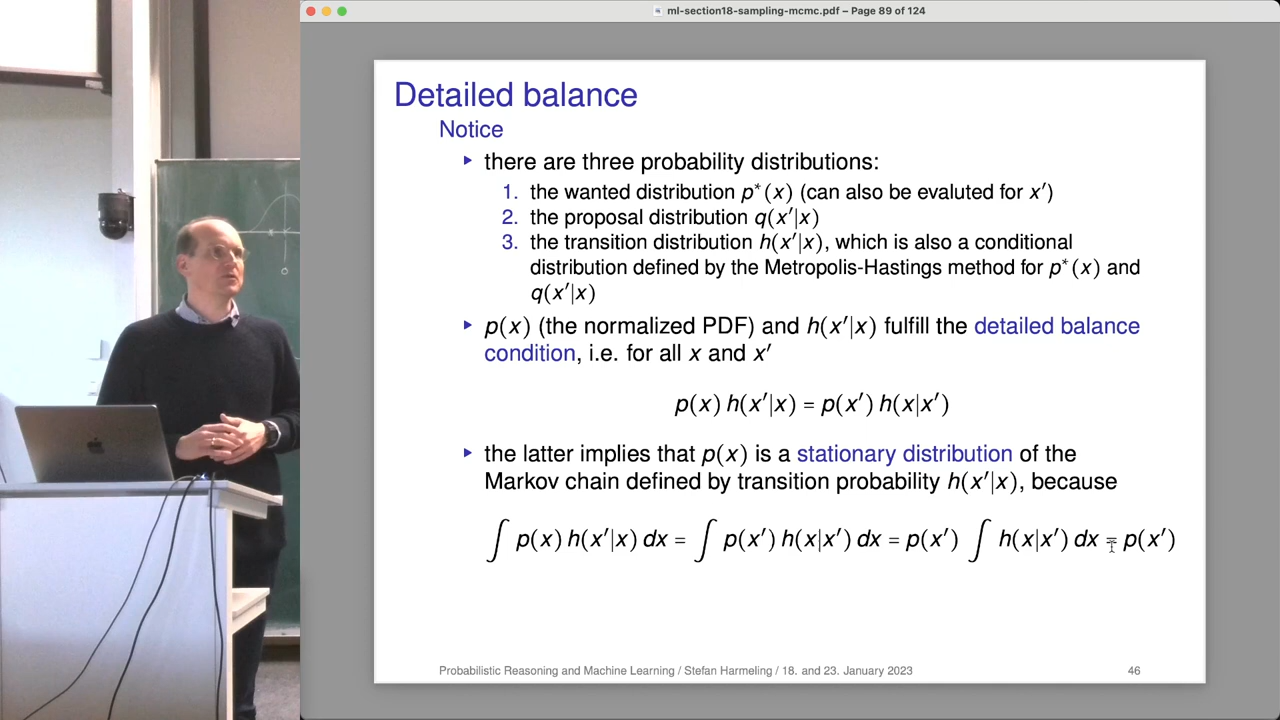 ml-section18-sampling-mcmc.pdf – Page 89 of 124
Detailed balance
Notice
▸ there are three probability distributions:
1. the wanted distribution p*(x) (can also be evaluted for x′)
2. the proposal distribution q(x′|x)
3. the transition distribution h(x′|x), which is also a conditional
distribution defined by the Metropolis-Hastings method for p*(x) and
q(x′|x)
▸ p(x) (the normalized PDF) and h(x′|x) fulfill the detailed balance
condition, i.e. for all x and x′
p(x) h(x′|x) = p(x′) h(x|x′)
▸ the latter implies that p(x) is a stationary distribution of the
Markov chain defined by transition probability h(x′|x), because
∫ p(x) h(x′|x) dx = ∫ p(x′) h(x|x′) dx = p(x′) ∫ h(x|x′) dx = p(x′)
Probabilistic Reasoning and Machine Learning / Stefan Harmeling / 18. and 23. January 2023
46